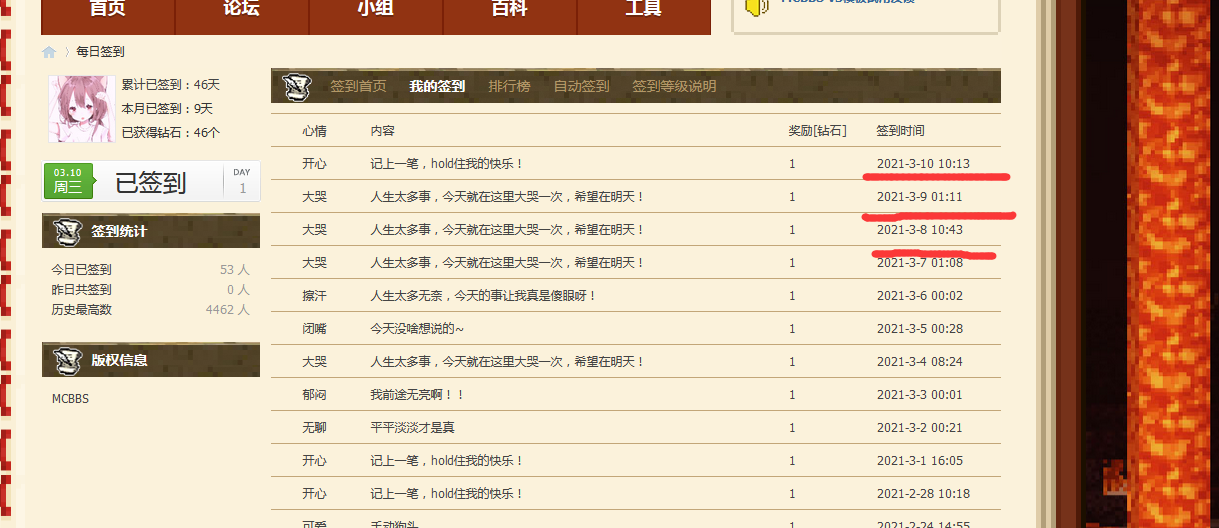 首页 论坛 小组 百科 工具
每日签到
累计已签到：46天
本月已签到：9天
已获得钻石：46个
03.10
周三
已签到
DAY
1
签到统计
今日已签到 53 人
昨日共签到 0 人
历史最高数 4462 人
版权信息
MCBBS
签到首页 我的签到 排行榜 自动签到 签到等级说明
心情 内容 奖励[钻石] 签到时间
开心 记上一笔，hold住我的快乐！ 1 2021-3-10 10:13
大哭 人生太多事，今天就在这里大哭一次，希望在明天！ 1 2021-3-9 01:11
大哭 人生太多事，今天就在这里大哭一次，希望在明天！ 1 2021-3-8 10:43
大哭 人生太多事，今天就在这里大哭一次，希望在明天！ 1 2021-3-7 01:08
擦汗 人生太多无奈，今天的事让我真是傻眼呀！ 1 2021-3-6 00:02
闭嘴 今天没啥想说的~ 1 2021-3-5 00:28
大哭 人生太多事，今天就在这里大哭一次，希望在明天！ 1 2021-3-4 08:24
郁闷 我前途无亮啊！！ 1 2021-3-3 00:01
无聊 平平淡淡才是真 1 2021-3-2 00:21
开心 记上一笔，hold住我的快乐！ 1 2021-3-1 16:05
开心 记上一笔，hold住我的快乐！ 1 2021-2-28 10:18
可爱 手动狗头 1 2021-2-24 14:55